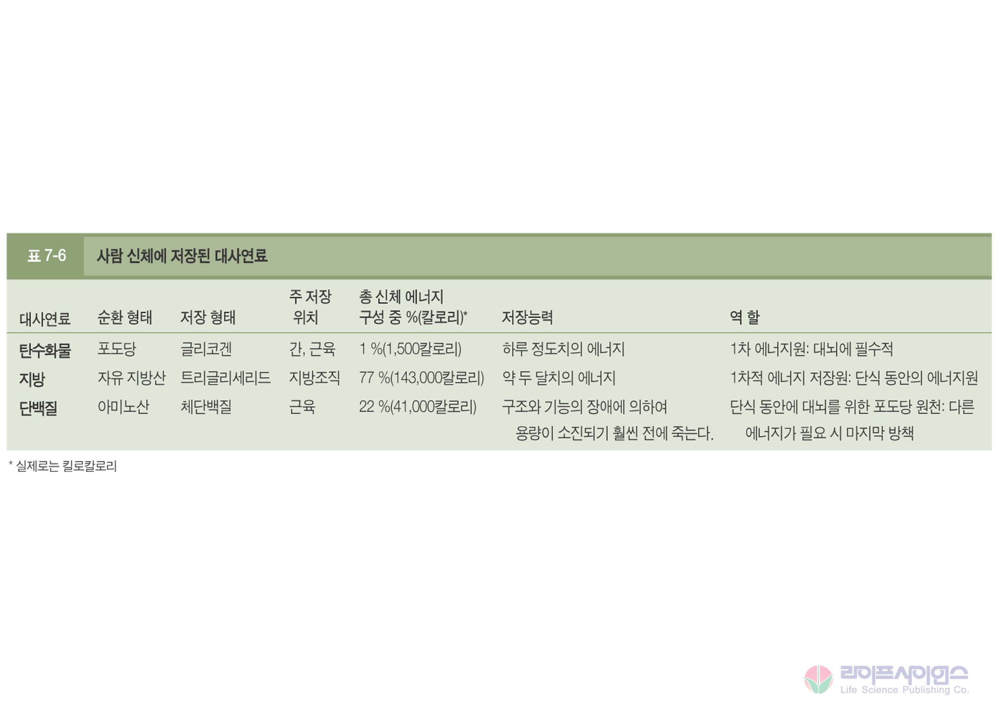 표 7-6 사람 신체에 저장된 대사연료
주 저장 총 신체 에너지
대사연료 순환 형태 저장 형태 위치 구성 중 %(칼로리)* 저장능력 역 할
탄수화물 포도당 글리코겐 간, 근육 1 %(1,500칼로리) 하루 정도치의 에너지 1차 에너지원: 대뇌에 필수적
지방 자유 지방산 트리글리세리드 지방조직 77 %(143,000칼로리) 약 두 달치의 에너지 1차적 에너지 저장원: 단식 동안의 에너지원
단백질 아미노산 체단백질 근육 22 %(41,000칼로리) 구조와 기능의 장애에 의하여 단식 동안에 대뇌를 위한 포도당 원천: 다른
용량이 소진되기 훨씬 전에 죽는다. 에너지가 필요 시 마지막 방책
* 실제로는 킬로칼로리
라이프사이언스
Life Science Publishing Co.